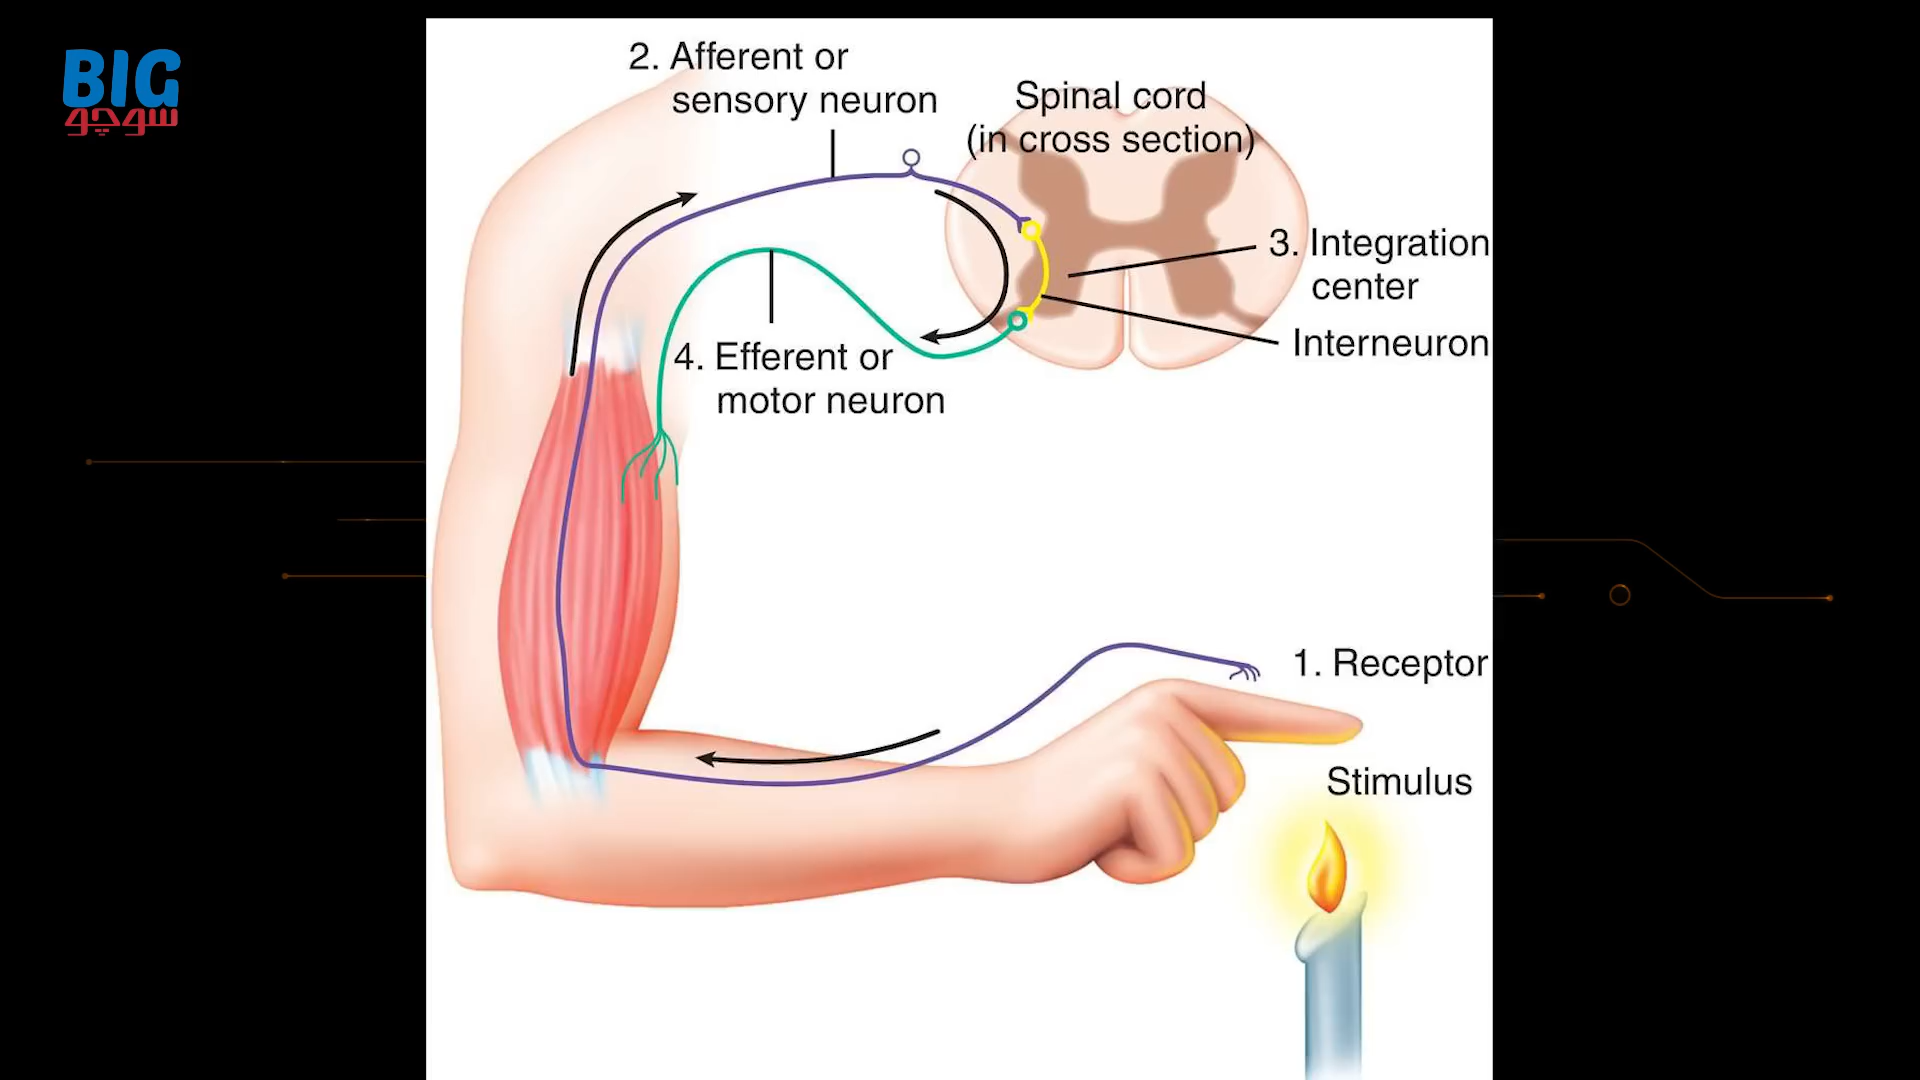 BIG
سوچو
2. Afferent or
sensory neuron
Spinal cord
(in cross section)
3. Integration
center
Interneuron
4. Efferent or
motor neuron
1. Receptor
Stimulus